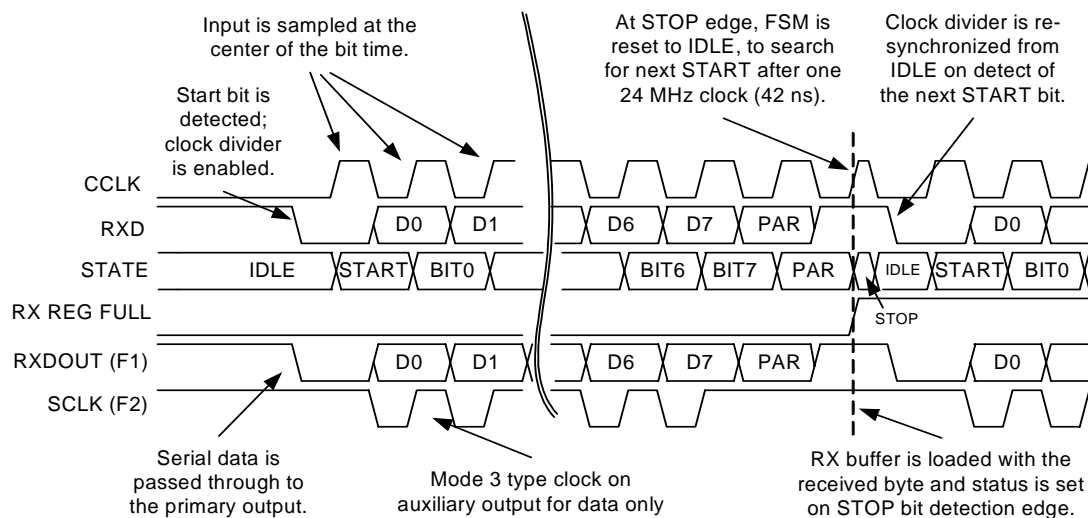 Input is sampled at the
center of the bit time.
At STOP edge, FSM is
reset to IDLE, to search
for next START after one
24 MHz clock (42 ns).
Clock divider is re-
synchronized from
IDLE on detect of
the next START bit.
Start bit is
detected;
clock divider
is enabled.
CCLK
RXD D0 D1 D6 D7 PAR D0
STATE IDLE START BIT0 BIT6 BIT7 PAR IDLE START BIT0
STOP
RX REG FULL
RXDOUT (F1) D0 D1 D6 D7 PAR D0
SCLK (F2)
Serial data is
passed through to
the primary output.
Mode 3 type clock on
auxiliary output for data only
RX buffer is loaded with the
received byte and status is set
on STOP bit detection edge.